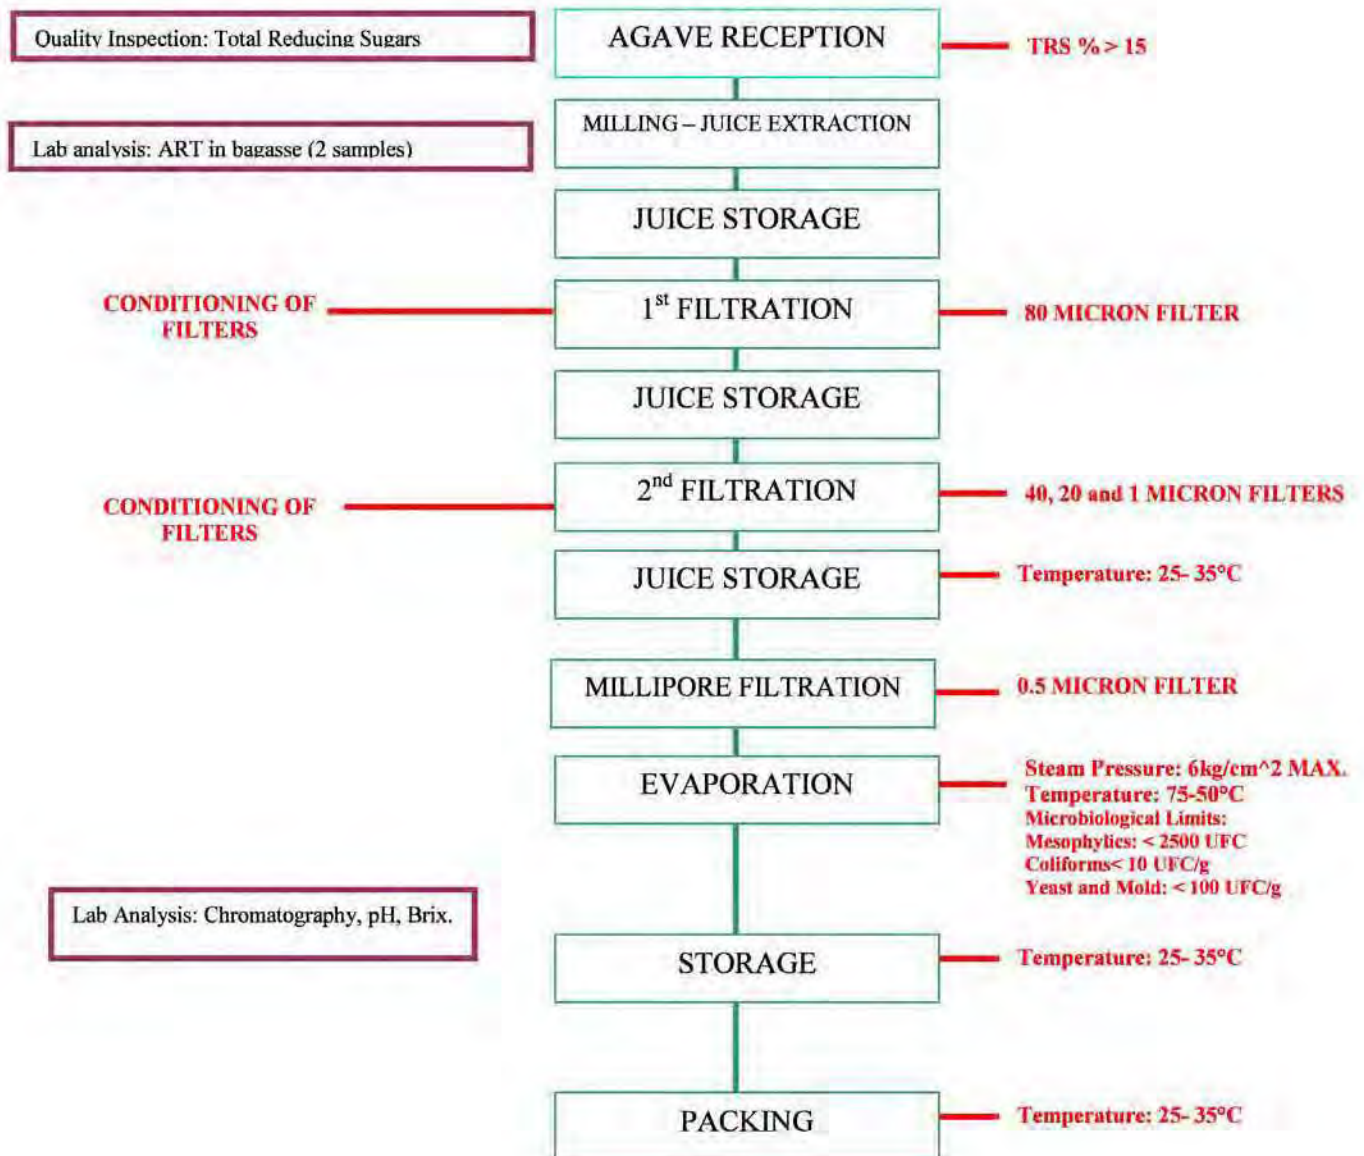 Quality Inspection: Total Reducing Sugars
AGAVE RECEPTION
TRS % > 15
MILLING – JUICE EXTRACTION
Lab analysis: ART in bagasse (2 samples)
JUICE STORAGE
CONDITIONING OF
FILTERS
1st FILTRATION
80 MICRON FILTER
JUICE STORAGE
CONDITIONING OF
FILTERS
2nd FILTRATION
40, 20 and 1 MICRON FILTERS
JUICE STORAGE
Temperature: 25- 35°C
MILLIPORE FILTRATION
0.5 MICRON FILTER
EVAPORATION
Steam Pressure: 6kg/cm^2 MAX.
Temperature: 75-50°C
Microbiological Limits:
Mesophylics: < 2500 UFC
Coliforms< 10 UFC/g
Yeast and Mold: < 100 UFC/g
Lab Analysis: Chromatography, pH, Brix.
STORAGE
Temperature: 25- 35°C
PACKING
Temperature: 25- 35°C